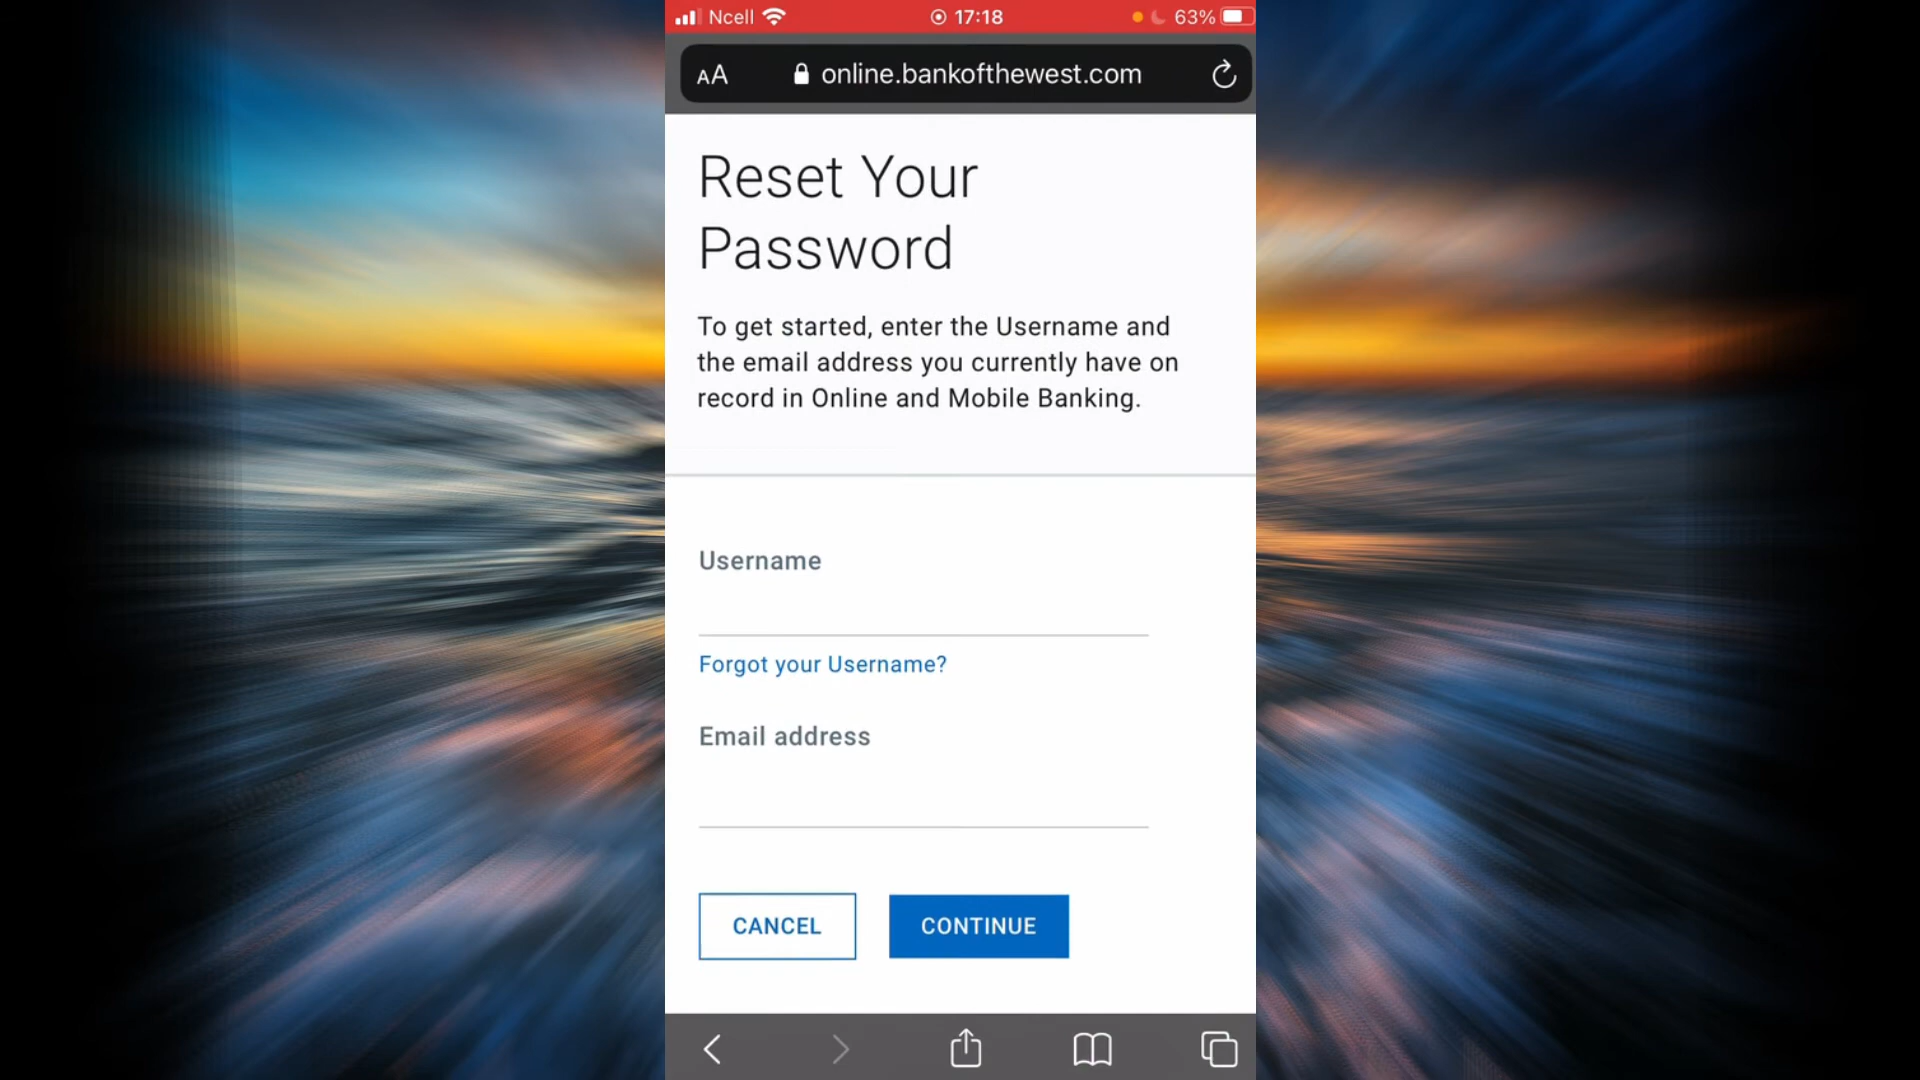 Ncell 17:18 63%
AA online.bankofthewest.com
Reset Your
Password
To get started, enter the Username and
the email address you currently have on
record in Online and Mobile Banking.
Username
Forgot your Username?
Email address
CANCEL CONTINUE